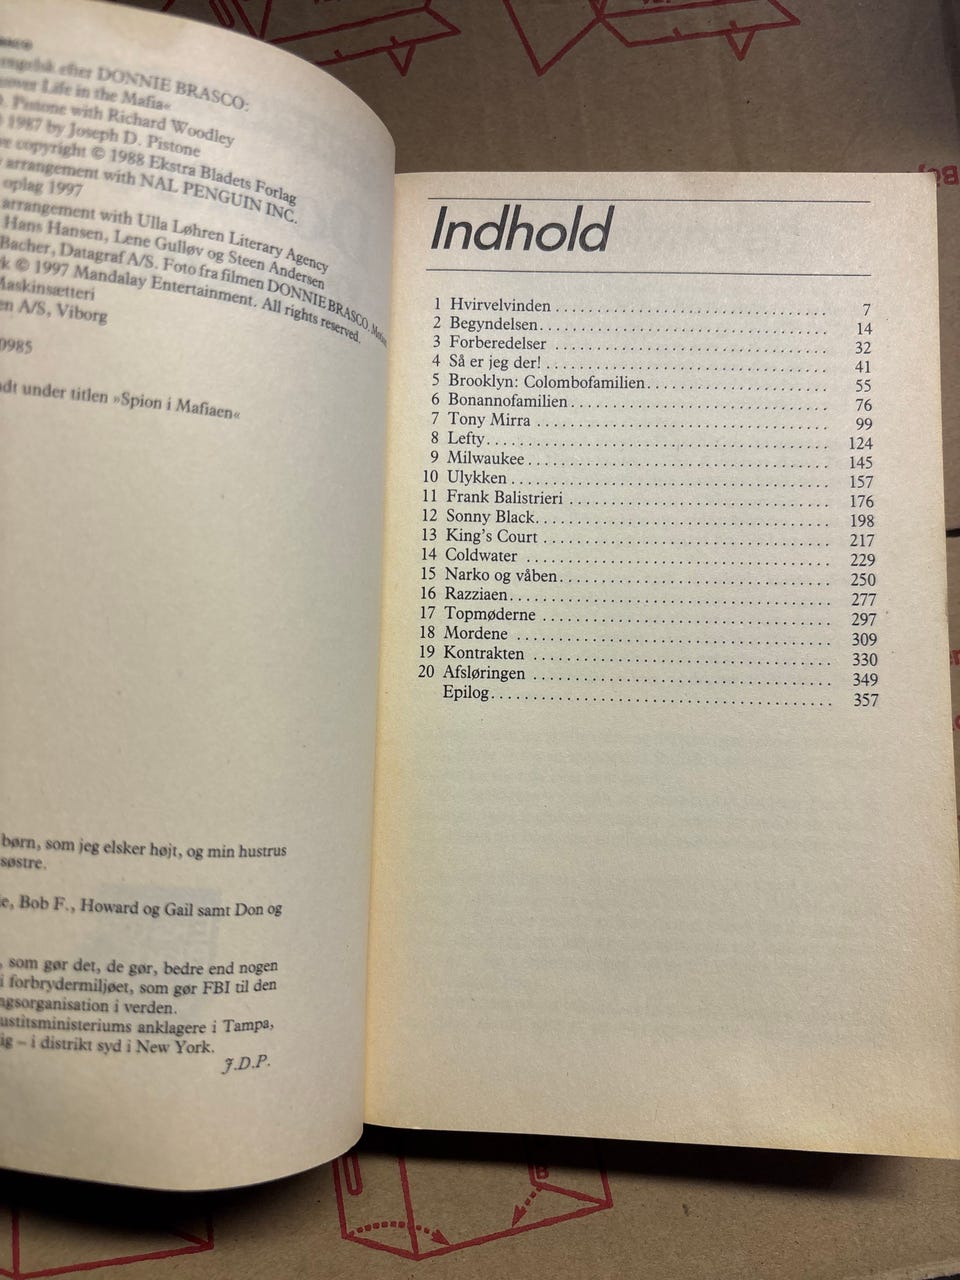 efter DONNIE BRASCO:
Life in the Mafia«
Pistone with Richard Woodley
1987 by Joseph D. Pistone
copyright © 1988 Ekstra Bladets Forlag
arrangement with NAL PENGUIN INC.
oplag 1997
arrangement with Ulla Løhren Literary Agency
Hans Hansen, Lene Gulløv og Steen Andersen
Bacher, Datagraf A/S. Foto fra filmen DONNIE BRASCO.
© 1997 Mandalay Entertainment. All rights reserved.
Maskinsætteri
A/S, Viborg
0985
under titlen »Spion i Mafiaen«
børn, som jeg elsker højt, og min hustrus
søstre.
Bob F., Howard og Gail samt Don og
som gør det, de gør, bedre end nogen
i forbrydermiljøet, som gør FBI til den
i verden.
anklagere i Tampa,
– i distrikt syd i New York.
J.D.P.
Indhold
1 Hvirvelvinden 7
2 Begyndelsen 14
3 Forberedelser 32
4 Så er jeg der! 41
5 Brooklyn: Colombofamilien 55
6 Bonannofamilien 76
7 Tony Mirra 99
8 Lefty 124
9 Milwaukee 145
10 Ulykken 157
11 Frank Balistrieri 176
12 Sonny Black 198
13 King's Court 217
14 Coldwater 229
15 Narko og våben 250
16 Razziaen 277
17 Topmøderne 297
18 Mordene 309
19 Kontrakten 330
20 Afsløringen 349
Epilog 357